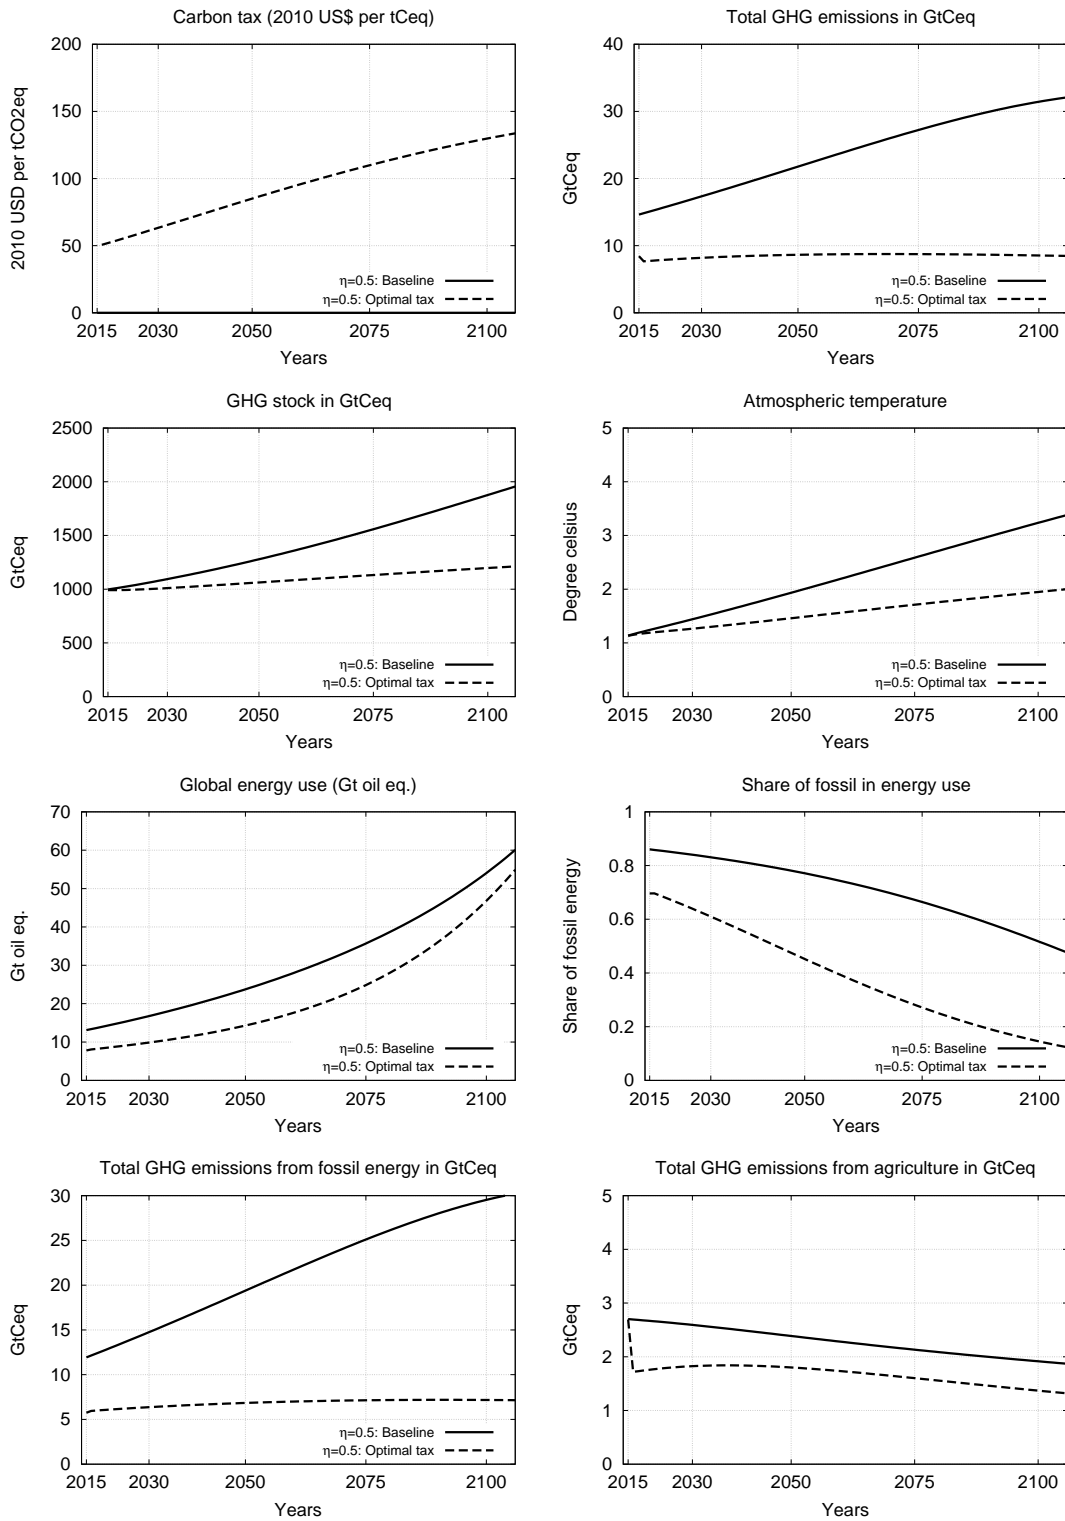 Carbon tax (2010 US$ per tCeq)
200
150
100
50
0
2010 USD per tCO2eq
η=0.5: Baseline
η=0.5: Optimal tax
2015 2030 2050 2075 2100
Years
Total GHG emissions in GtCeq
40
30
20
10
0
GtCeq
η=0.5: Baseline
η=0.5: Optimal tax
2015 2030 2050 2075 2100
Years
GHG stock in GtCeq
2500
2000
1500
1000
500
0
GtCeq
η=0.5: Baseline
η=0.5: Optimal tax
2015 2030 2050 2075 2100
Years
Atmospheric temperature
5
4
3
2
1
0
Degree celsius
η=0.5: Baseline
η=0.5: Optimal tax
2015 2030 2050 2075 2100
Years
Global energy use (Gt oil eq.)
70
60
50
40
30
20
10
0
Gt oil eq.
η=0.5: Baseline
η=0.5: Optimal tax
2015 2030 2050 2075 2100
Years
Share of fossil in energy use
1
0.8
0.6
0.4
0.2
0
Share of fossil energy
η=0.5: Baseline
η=0.5: Optimal tax
2015 2030 2050 2075 2100
Years
Total GHG emissions from fossil energy in GtCeq
30
25
20
15
10
5
0
GtCeq
η=0.5: Baseline
η=0.5: Optimal tax
2015 2030 2050 2075 2100
Years
Total GHG emissions from agriculture in GtCeq
5
4
3
2
1
0
GtCeq
2015 2030 2050 2075 2100
Years